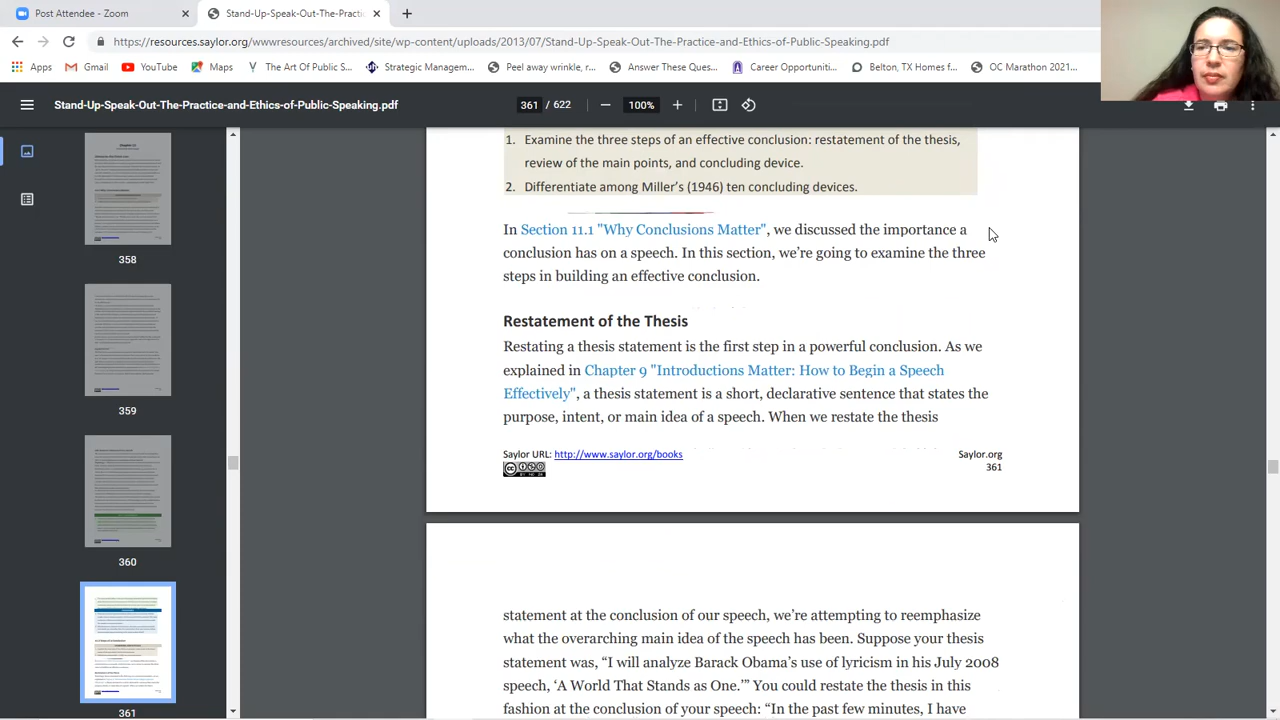 Post Attendee - Zoom
Stand-Up-Speak-Out-The-Practi
https://resources.saylor.org/wwwresources/archived/site/wp-content/uploads/2017/07/Stand-Up-Speak-Out-The-Practice-and-Ethics-of-Public-Speaking.pdf
Apps
Gmail
YouTube
Maps
The Art Of Public S...
Strategic Managem...
how wrinkle r...
Answer These Que...
Career Opportuniti...
Belton, TX Homes f...
OC Marathon 2021...
Stand-Up-Speak-Out-The-Practice-and-Ethics-of-Public-Speaking.pdf
361 / 622
100%
358
359
360
361
1. Examine the three steps of an effective conclusion: restatement of the thesis,
review of the main points, and concluding device.
2. Differentiate among Miller's (1946) ten concluding devices.
In Section 11.1 "Why Conclusions Matter", we discussed the importance a
conclusion has on a speech. In this section, we're going to examine the three
steps in building an effective conclusion.
Restatement of the Thesis
Restating a thesis statement is the first step in a powerful conclusion. As we
explained in Chapter 9 "Introductions Matter: How to Begin a Speech
Effectively", a thesis statement is a short, declarative sentence that states the
purpose, intent, or main idea of a speech. When we restate the thesis
Saylor URL: http://www.saylor.org/books
Saylor.org
361
statement at the conclusion of our speech, we're attempting to reemphasize
what the overarching main idea of the speech has been. Suppose your thesis
statement was, “I will analyze Barack Obama's use of lyricism in his July 2008
speech, ‘A World That Stands as One.’” You could restate the thesis in this
fashion at the conclusion of your speech: “In the past few minutes, I have